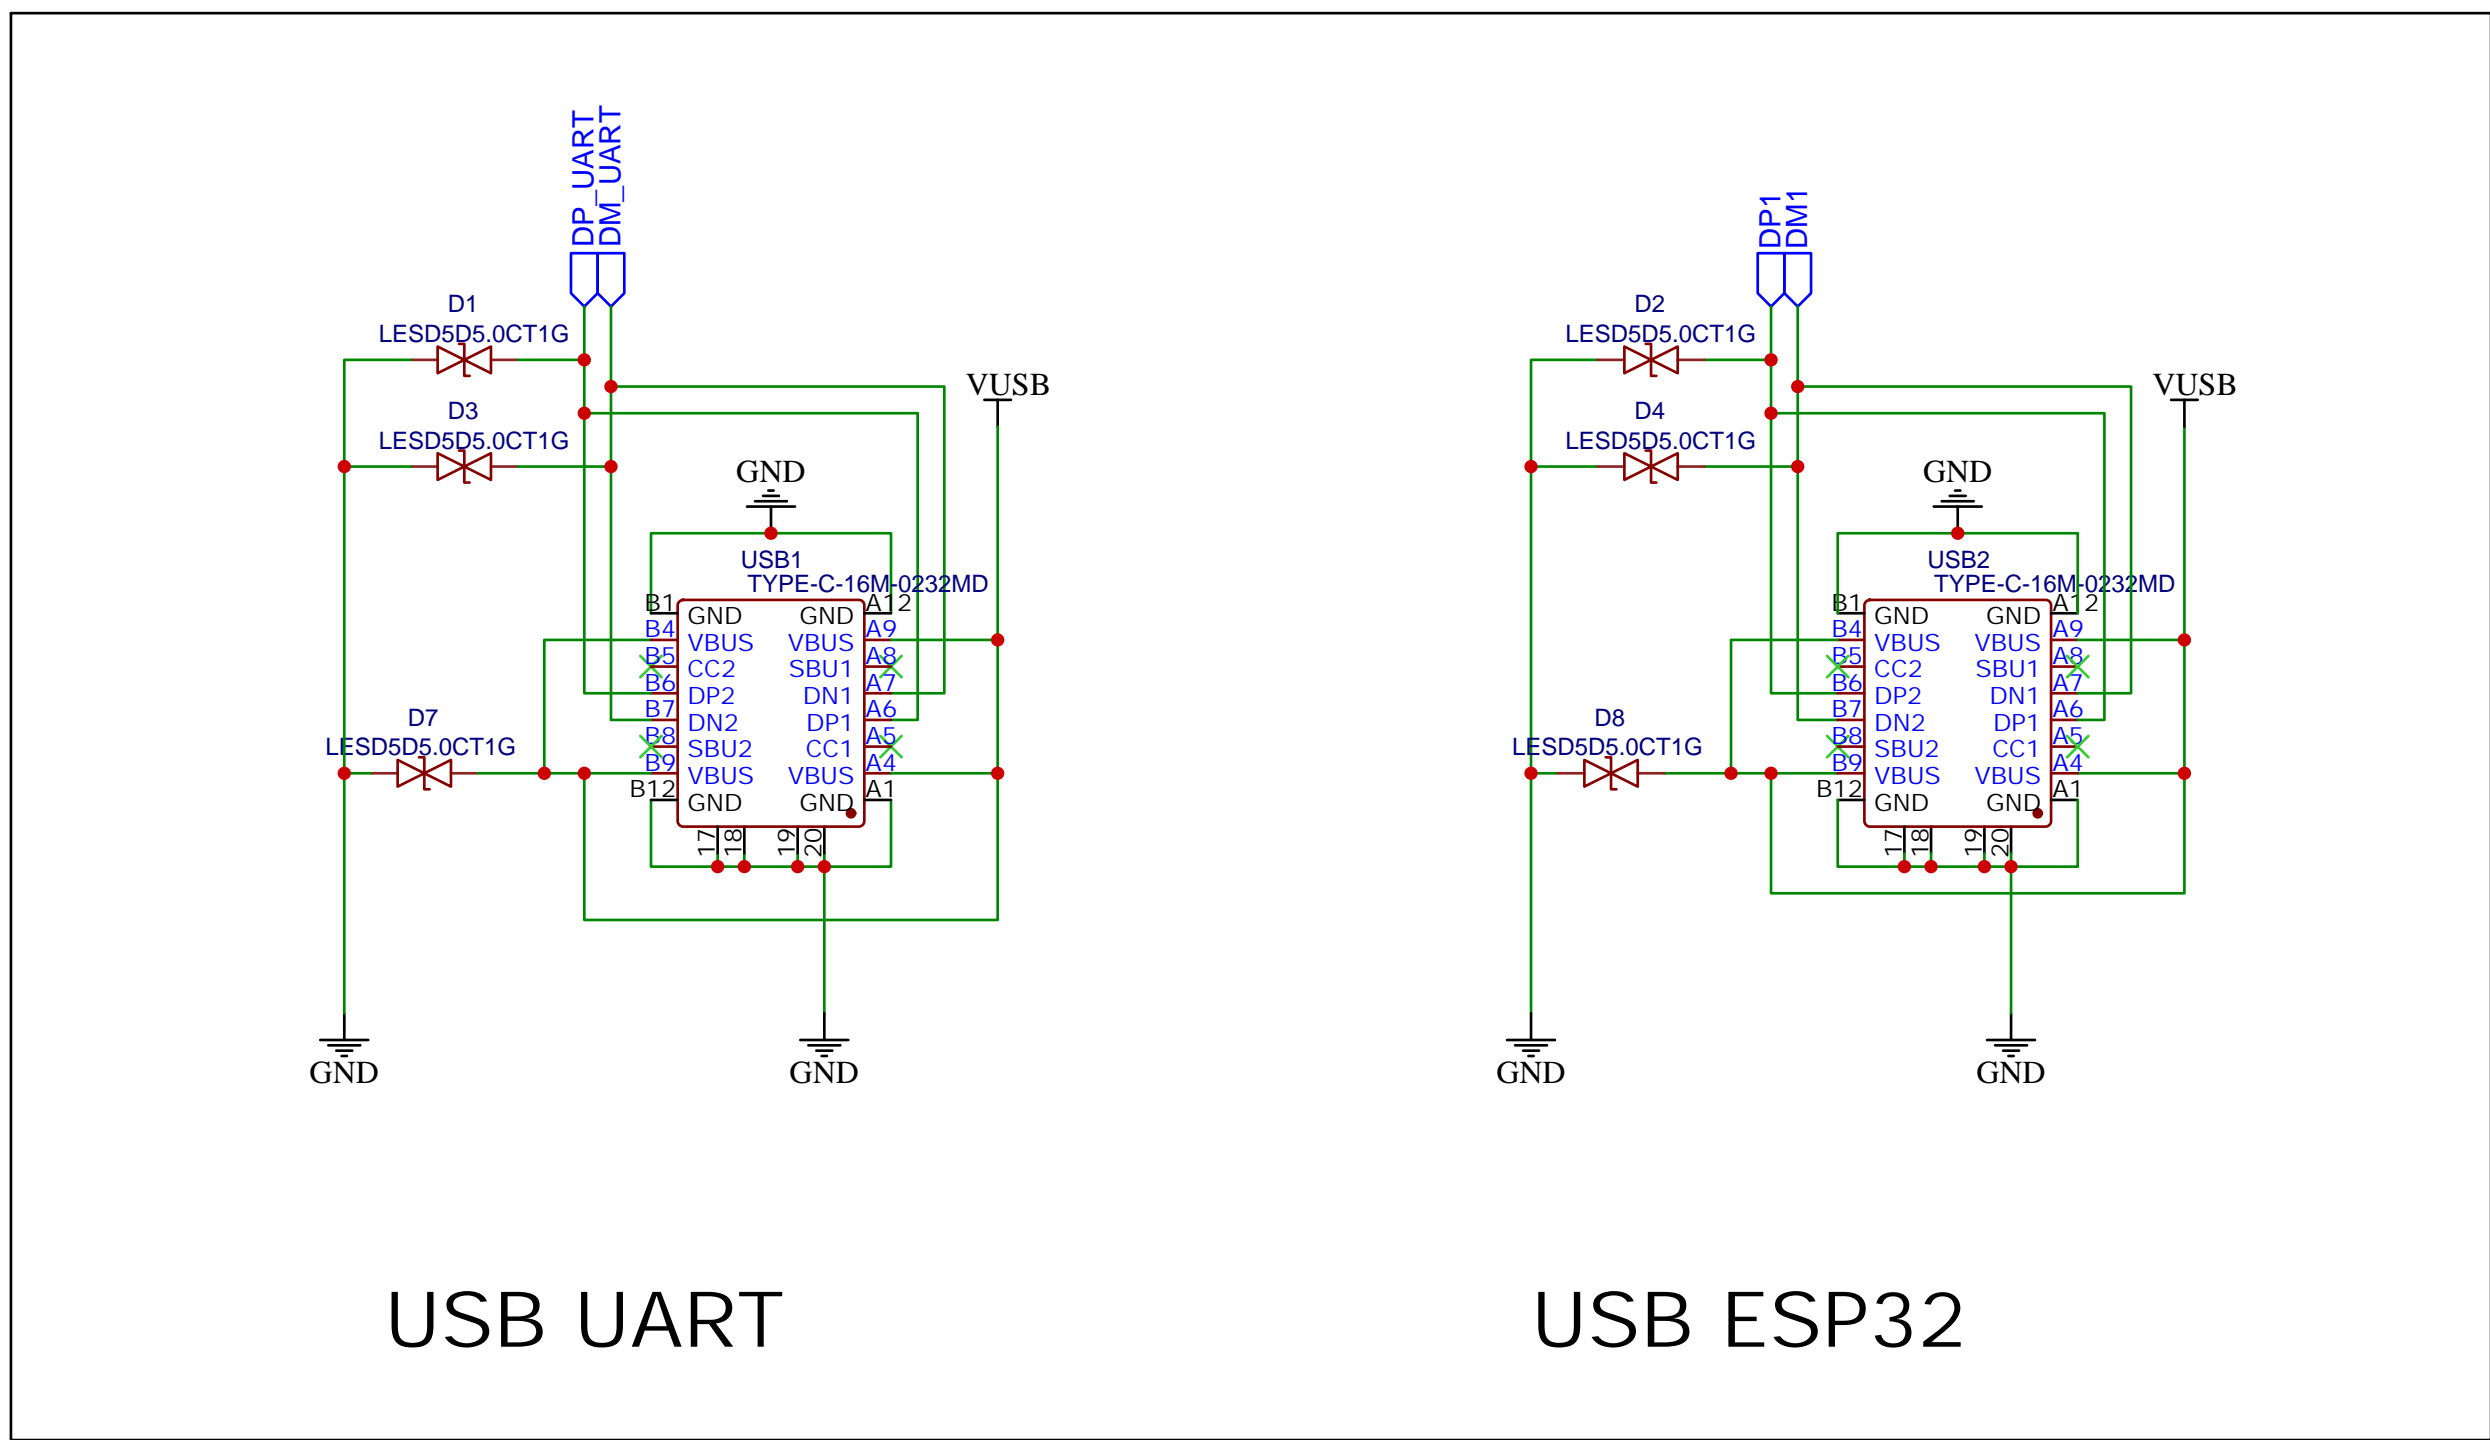 DP_UART
DM_UART
D1
LESD5D5.0CT1G
D3
LESD5D5.0CT1G
VUSB
GND
USB1
TYPE-C-16M-0232MD
B1 GND GND A12
B4 VBUS VBUS A9
B5 CC2 SBU1 A8
B6 DP2 DN1 A7
B7 DN2 DP1 A6
B8 SBU2 CC1 A5
B9 VBUS VBUS A4
B12 GND GND A1
17 18 19 20
D7
LESD5D5.0CT1G
GND
GND
USB UART
DP1
DM1
D2
LESD5D5.0CT1G
D4
LESD5D5.0CT1G
VUSB
GND
USB2
TYPE-C-16M-0232MD
B1 GND GND A12
B4 VBUS VBUS A9
B5 CC2 SBU1 A8
B6 DP2 DN1 A7
B7 DN2 DP1 A6
B8 SBU2 CC1 A5
B9 VBUS VBUS A4
B12 GND GND A1
17 18 19 20
D8
LESD5D5.0CT1G
GND
GND
USB ESP32